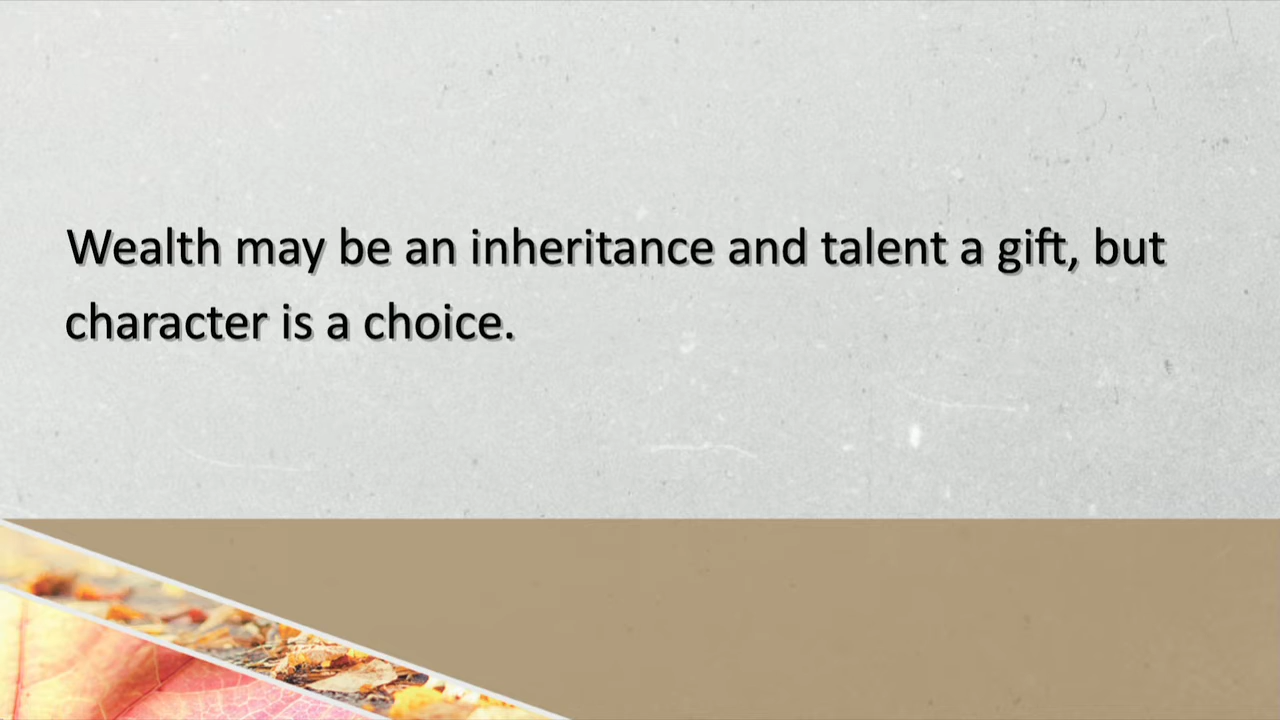 Wealth may be an inheritance and talent a gift, but
character is a choice.